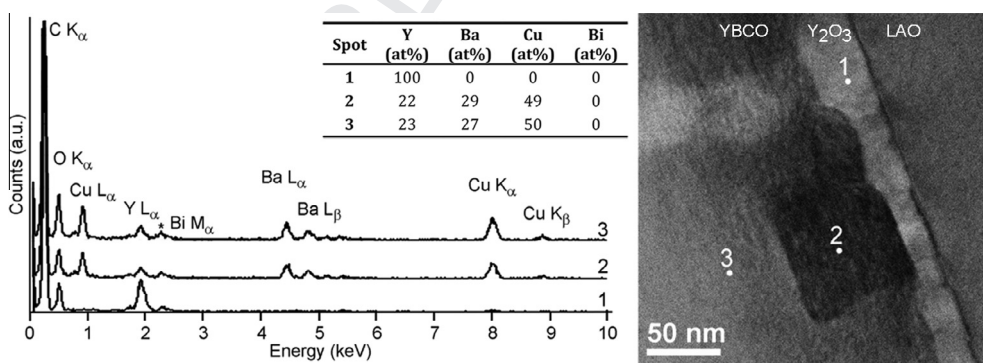 C Kα
O Kα
Cu Lα
Y Lα
*
Bi Mα
Ba Lα
Ba Lβ
Cu Kα
Cu Kβ
3
2
1
Counts (a.u.)
0 1 2 3 4 5 6 7 8 9 10
Energy (keV)
Spot Y (at%) Ba (at%) Cu (at%) Bi (at%)
1 100 0 0 0
2 22 29 49 0
3 23 27 50 0
YBCO Y₂O₃ LAO
1
2
3
50 nm